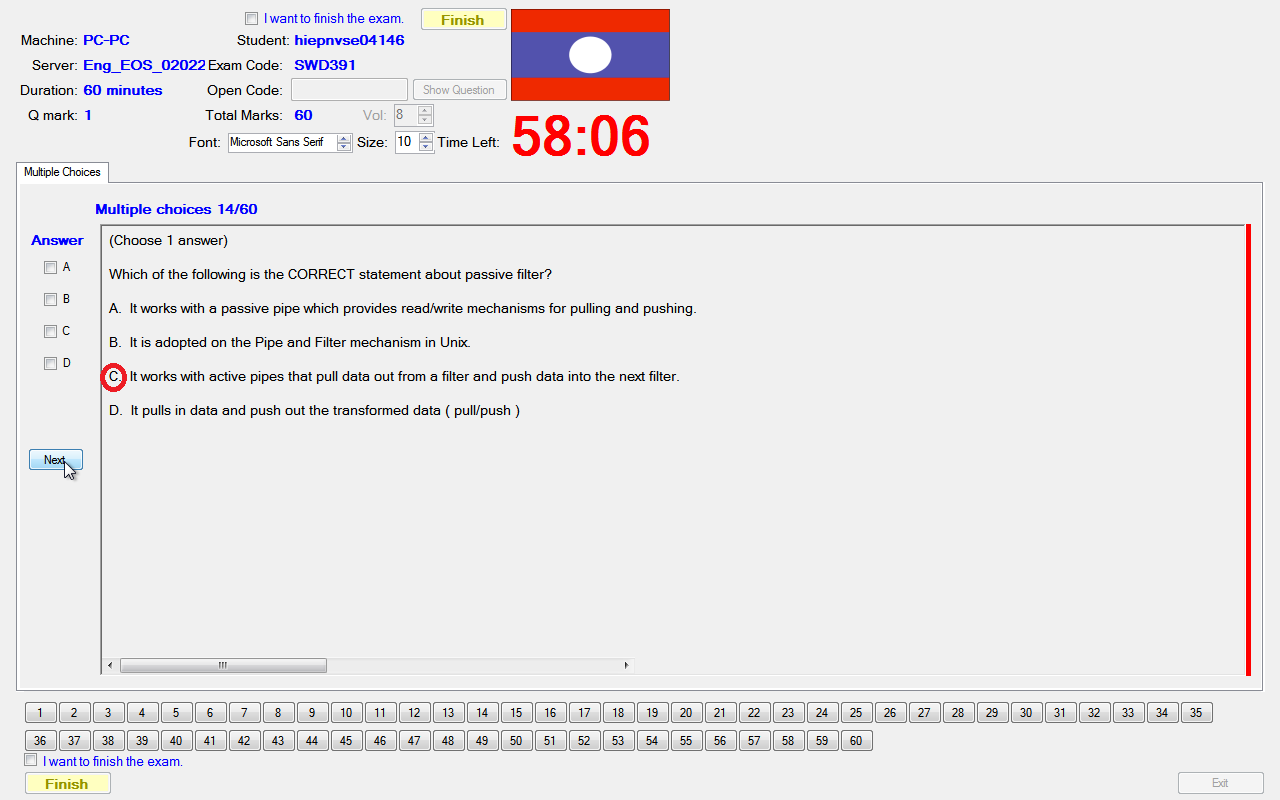 I want to finish the exam. Finish
Machine: PC-PC Student: hiepnvse04146
Server: Eng_EOS_02022 Exam Code: SWD391
Duration: 60 minutes Open Code: Show Question
Q mark: 1 Total Marks: 60 Vol: 8
Font: Microsoft Sans Serif Size: 10 Time Left: 58:06
Multiple Choices
Multiple choices 14/60
Answer
A
B
C
D
Next
(Choose 1 answer)
Which of the following is the CORRECT statement about passive filter?
A. It works with a passive pipe which provides read/write mechanisms for pulling and pushing.
B. It is adopted on the Pipe and Filter mechanism in Unix.
C. It works with active pipes that pull data out from a filter and push data into the next filter.
D. It pulls in data and push out the transformed data ( pull/push )
1 2 3 4 5 6 7 8 9 10 11 12 13 14 15 16 17 18 19 20 21 22 23 24 25 26 27 28 29 30 31 32 33 34 35
36 37 38 39 40 41 42 43 44 45 46 47 48 49 50 51 52 53 54 55 56 57 58 59 60
I want to finish the exam.
Finish Exit